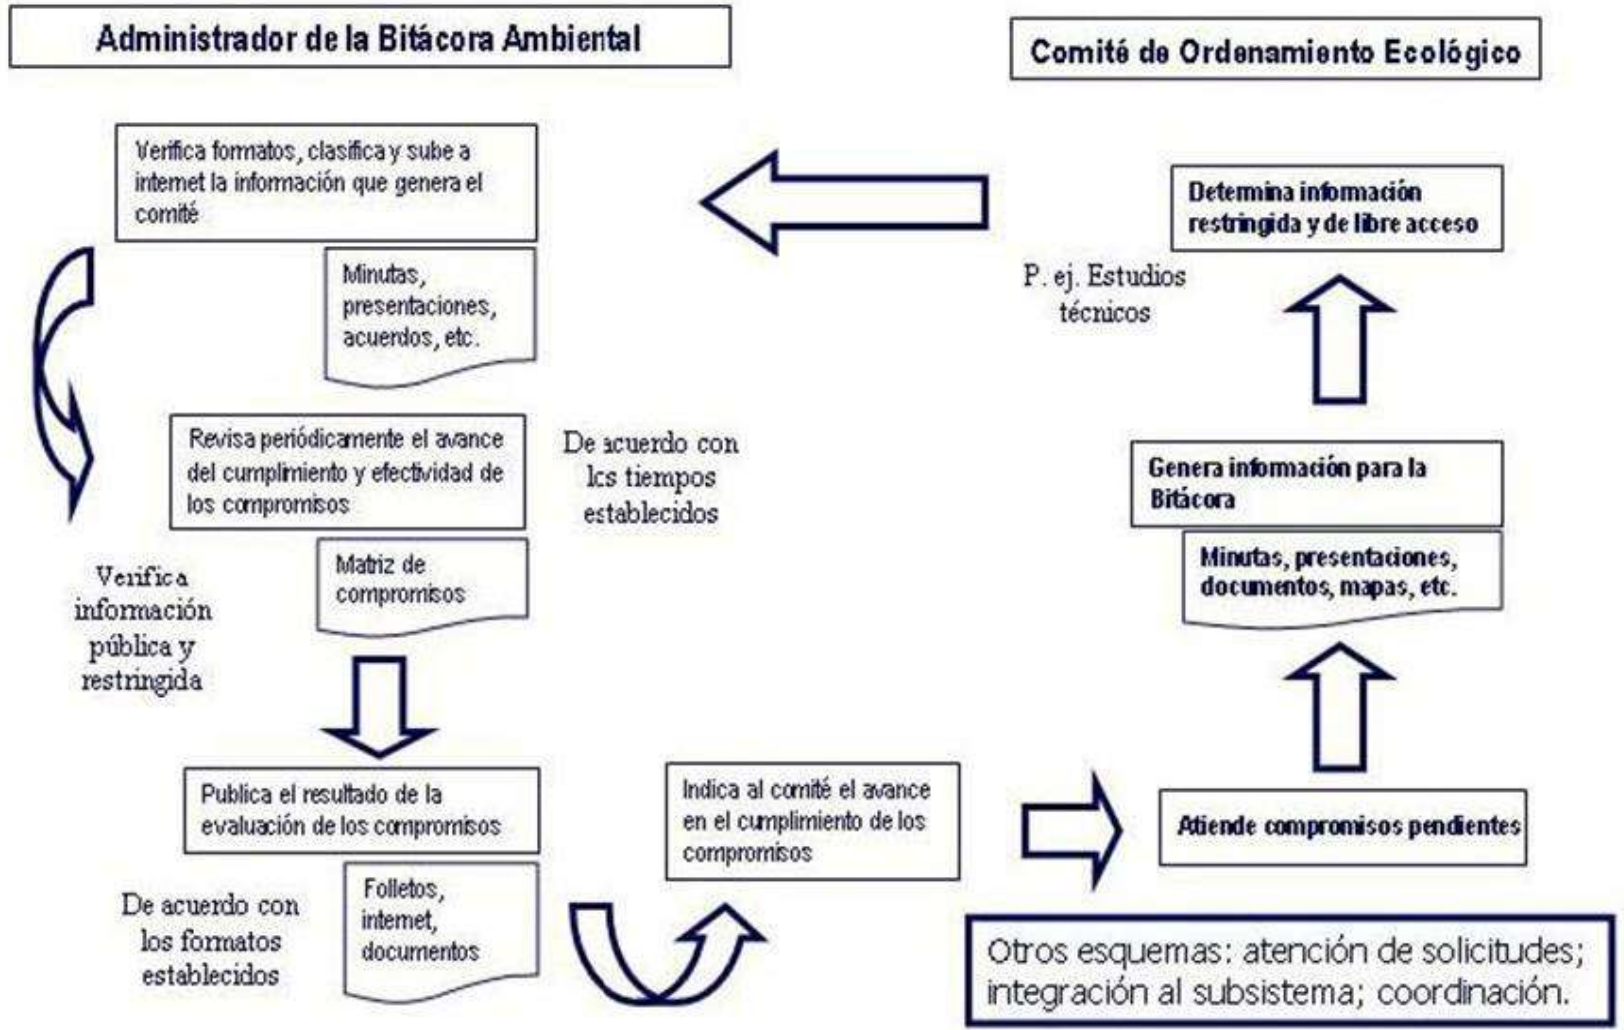 Administrador de la Bitácora Ambiental
Comité de Ordenamiento Ecológico
Verifica formatos, clasifica y sube a
internet la información que genera el
comité
Minutas,
presentaciones,
acuerdos, etc.
Determina información
restringida y de libre acceso
P. ej. Estudios
técnicos
Revisa periódicamente el avance
del cumplimiento y efectividad de
los compromisos
De acuerdo con
los tiempos
establecidos
Matriz de
compromisos
Verifica
información
pública y
restringida
Genera información para la
Bitácora
Minutas, presentaciones,
documentos, mapas, etc.
Publica el resultado de la
evaluación de los compromisos
Folletos,
internet,
documentos
De acuerdo con
los formatos
establecidos
Indica al comité el avance
en el cumplimiento de los
compromisos
Atiende compromisos pendientes
Otros esquemas: atención de solicitudes;
integración al subsistema; coordinación.